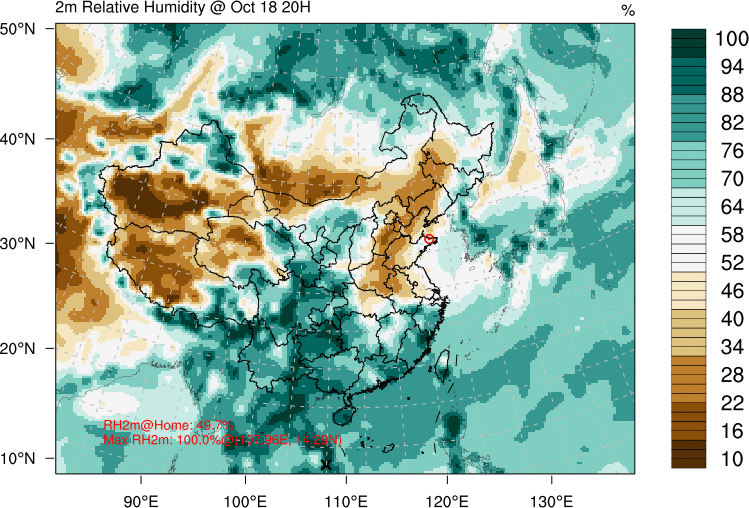 2m Relative Humidity @ Oct 18 20H
%
50°N
40°N
30°N
20°N
10°N
90°E
100°E
110°E
120°E
130°E
100
94
88
82
76
70
64
58
52
46
40
34
28
22
16
10
RH2m@Home: 49.7%
Max RH2m: 100.0%@